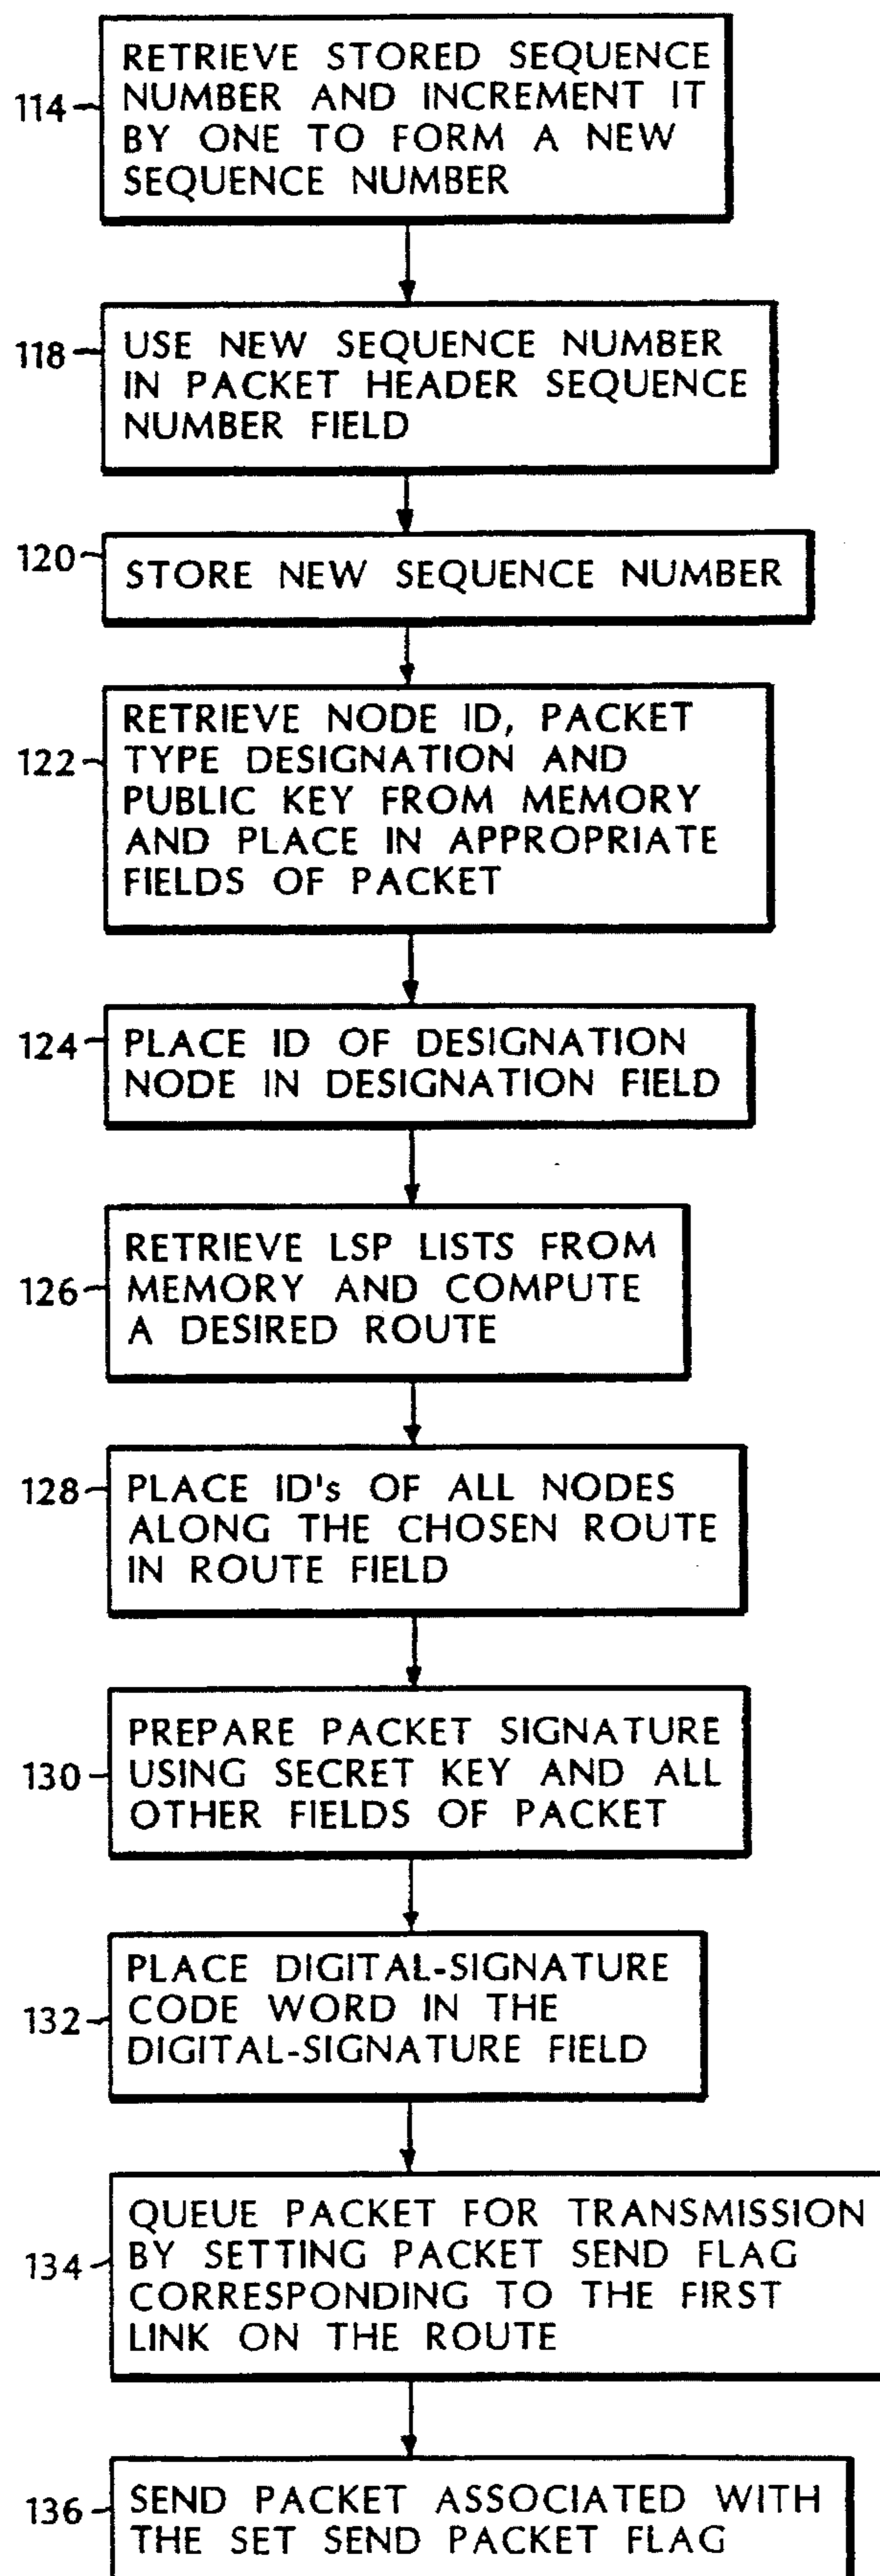 RETRIEVE STORED SEQUENCE
114 NUMBER AND INCREMENT IT
BY ONE TO FORM A NEW
SEQUENCE NUMBER
118 USE NEW SEQUENCE NUMBER
IN PACKET HEADER SEQUENCE
NUMBER FIELD
120 STORE NEW SEQUENCE NUMBER
RETRIEVE NODE ID, PACKET
122 TYPE DESIGNATION AND
PUBLIC KEY FROM MEMORY
AND PLACE IN APPROPRIATE
FIELDS OF PACKET
124 PLACE ID OF DESIGNATION
NODE IN DESIGNATION FIELD
RETRIEVE LSP LISTS FROM
126 MEMORY AND COMPUTE
A DESIRED ROUTE
128 PLACE ID's OF ALL NODES
ALONG THE CHOSEN ROUTE
IN ROUTE FIELD
PREPARE PACKET SIGNATURE
130 USING SECRET KEY AND ALL
OTHER FIELDS OF PACKET
PLACE DIGITAL-SIGNATURE
132 CODE WORD IN THE
DIGITAL-SIGNATURE FIELD
QUEUE PACKET FOR TRANSMISSION
134 BY SETTING PACKET SEND FLAG
CORRESPONDING TO THE FIRST
LINK ON THE ROUTE
136 SEND PACKET ASSOCIATED WITH
THE SET SEND PACKET FLAG